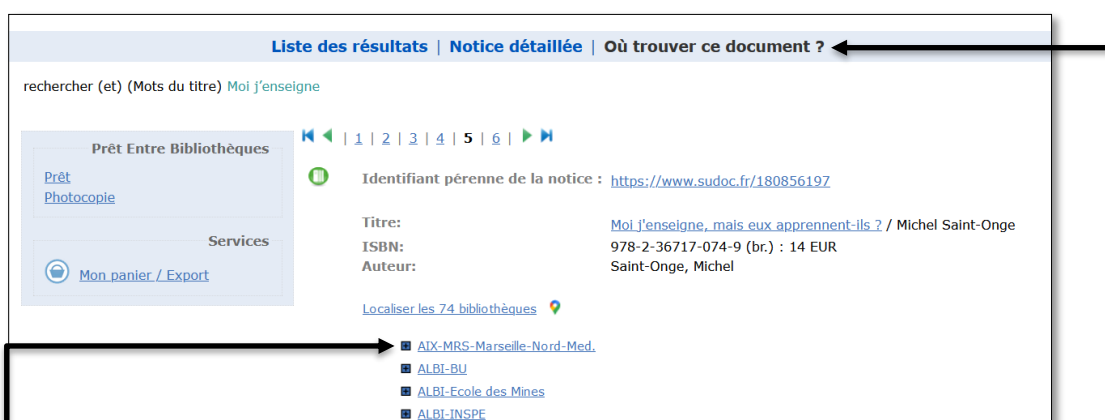 Liste des résultats | Notice détaillée | Où trouver ce document ?
rechercher (et) (Mots du titre) Moi j'enseigne
| 1 | 2 | 3 | 4 | 5 | 6 |
Prêt Entre Bibliothèques
Prêt
Photocopie
Services
Mon panier / Export
Identifiant pérenne de la notice : https://www.sudoc.fr/180856197
Titre: Moi j'enseigne, mais eux apprennent-ils ? / Michel Saint-Onge
ISBN: 978-2-36717-074-9 (br.) : 14 EUR
Auteur: Saint-Onge, Michel
Localiser les 74 bibliothèques
AIX-MRS-Marseille-Nord-Med.
ALBI-BU
ALBI-Ecole des Mines
ALBI-INSPE